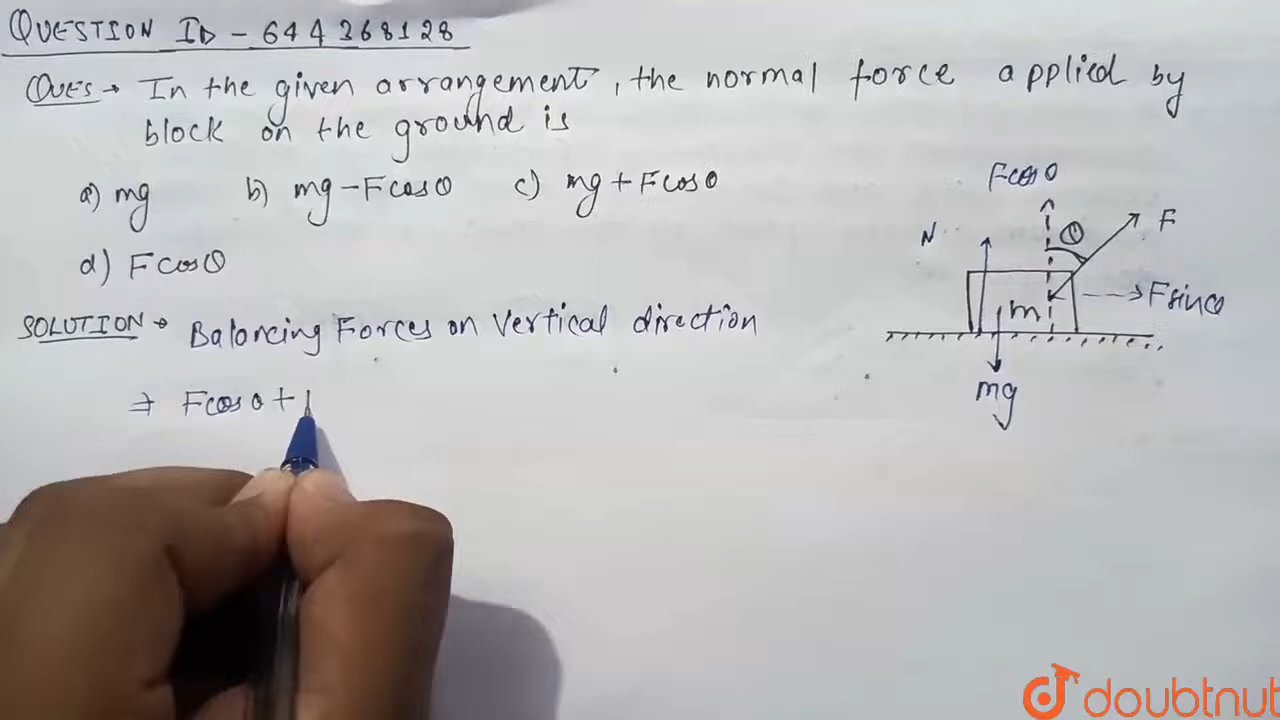 QUESTION ID - 644268128
QUES → In the given arrangement, the normal force applied by
block on the ground is
a) mg b) mg - Fcosθ c) mg + Fcosθ
d) Fcosθ
Fcosθ
N
θ
F
m
Fsinθ
mg
SOLUTION → Balancing Forces on vertical direction
⇒ Fcosθ +
doubtnut